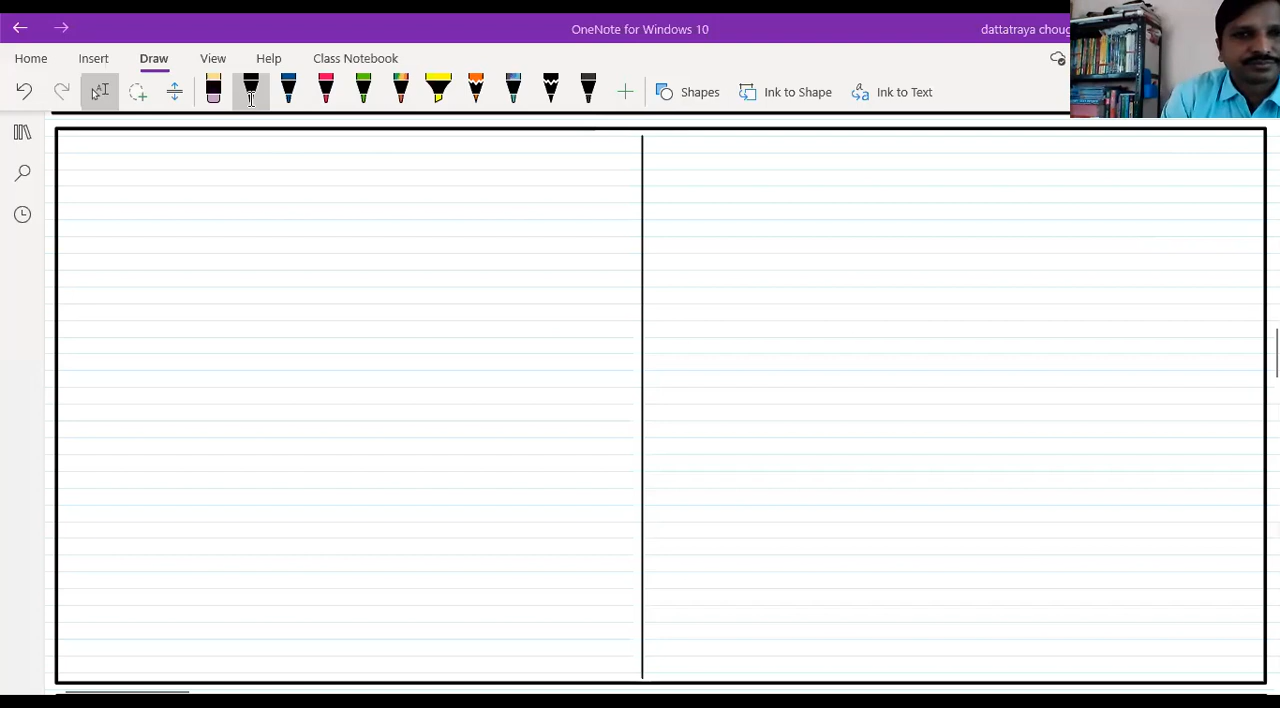 OneNote for Windows 10
dattatraya choug
Home Insert Draw View Help Class Notebook
Shapes Ink to Shape Ink to Text